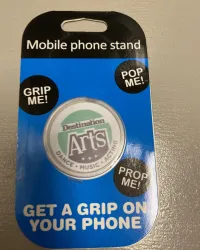 Mobile phone stand
POP
ME!
GRIP
ME!
Destination
Arts
DANCE • MUSIC • ACTING
PROP
ME!
GET A GRIP ON
YOUR PHONE